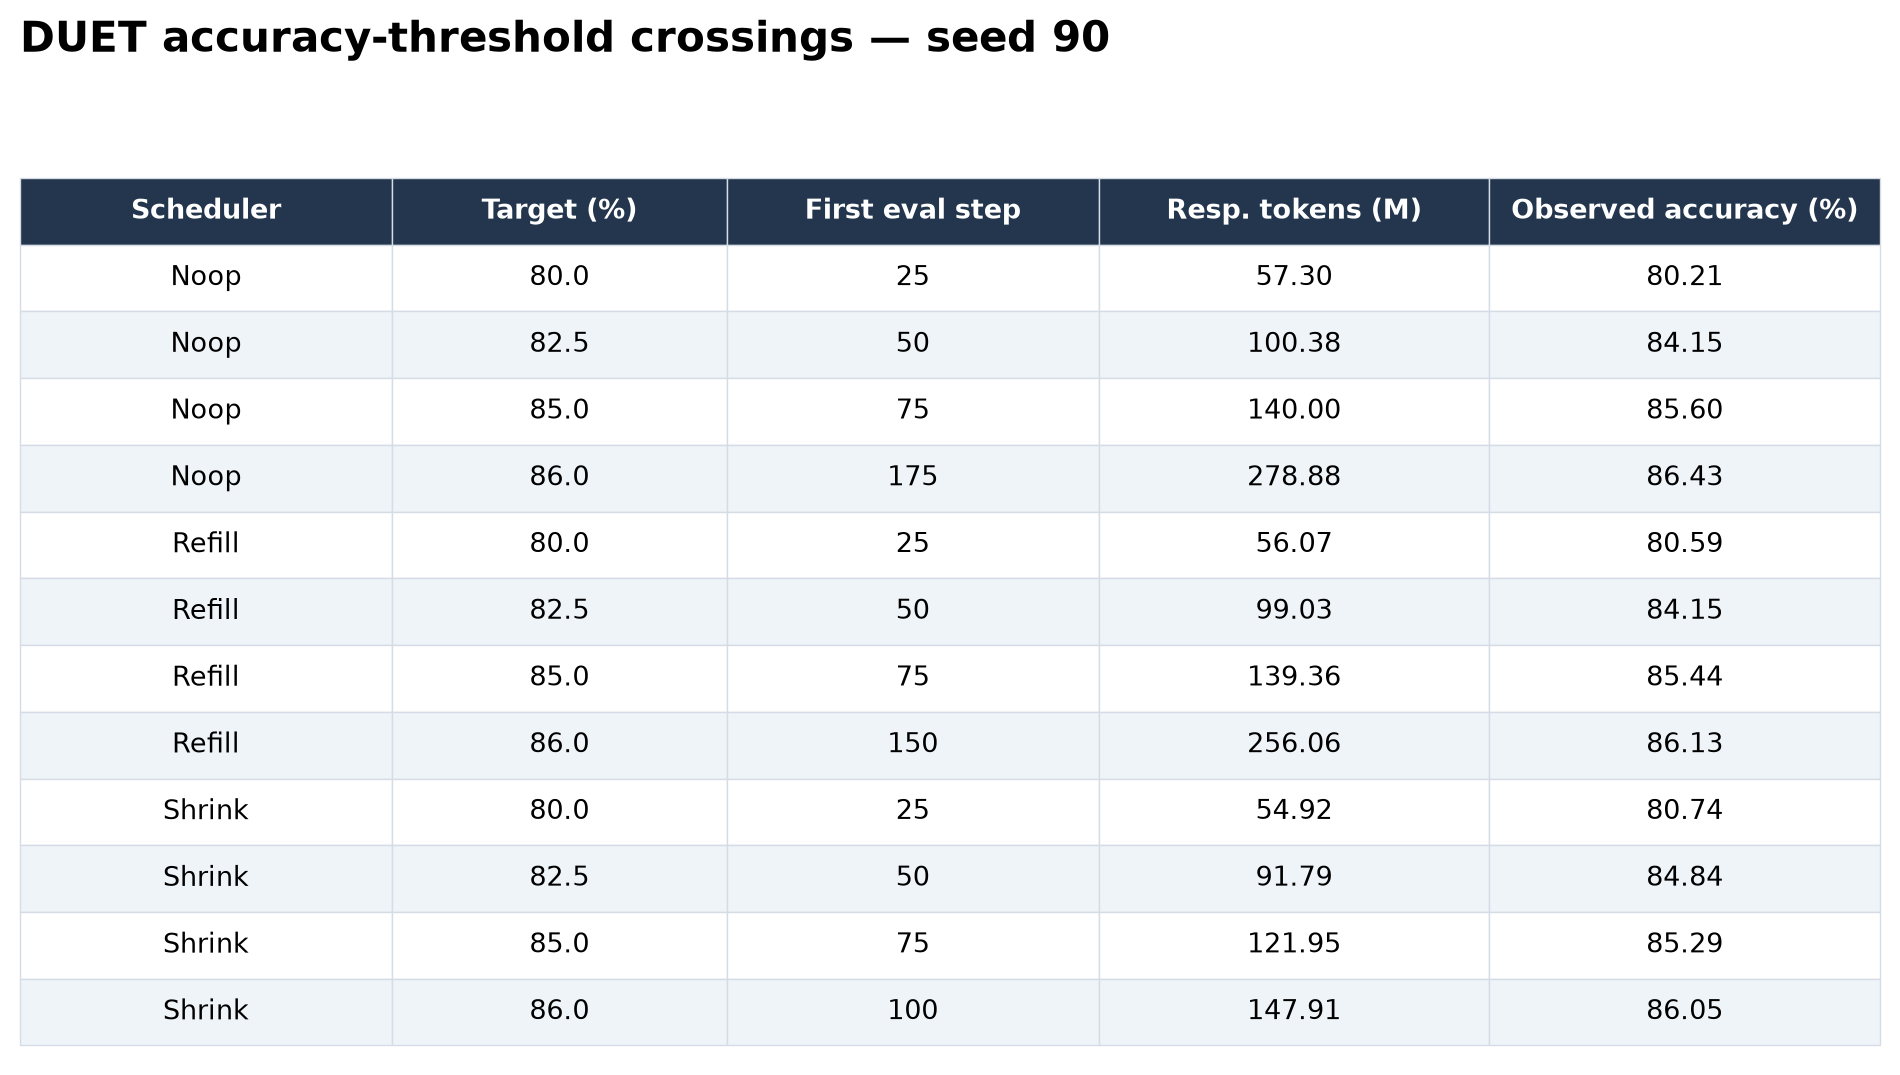 DUET accuracy-threshold crossings — seed 90
Scheduler Target (%) First eval step Resp. tokens (M) Observed accuracy (%)
Noop 80.0 25 57.30 80.21
Noop 82.5 50 100.38 84.15
Noop 85.0 75 140.00 85.60
Noop 86.0 175 278.88 86.43
Refill 80.0 25 56.07 80.59
Refill 82.5 50 99.03 84.15
Refill 85.0 75 139.36 85.44
Refill 86.0 150 256.06 86.13
Shrink 80.0 25 54.92 80.74
Shrink 82.5 50 91.79 84.84
Shrink 85.0 75 121.95 85.29
Shrink 86.0 100 147.91 86.05